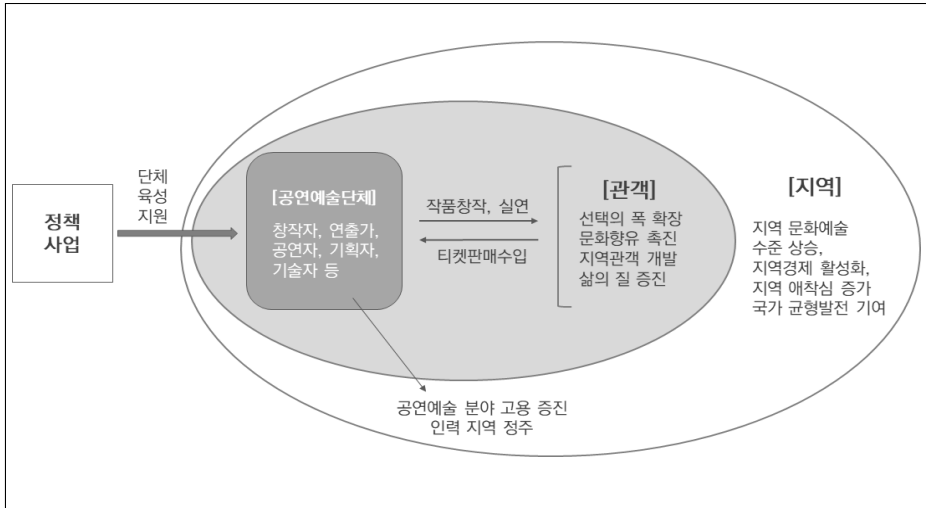 정책
사업
단체
육성
지원
[공연예술단체]
창작자, 연출가,
공연자, 기획자,
기술자 등
작품창작, 실연
티켓판매수입
[관객]
선택의 폭 확장
문화향유 촉진
지역관객 개발
삶의 질 증진
[지역]
지역 문화예술
수준 상승,
지역경제 활성화,
지역 애착심 증가
국가 균형발전 기여
공연예술 분야 고용 증진
인력 지역 정주